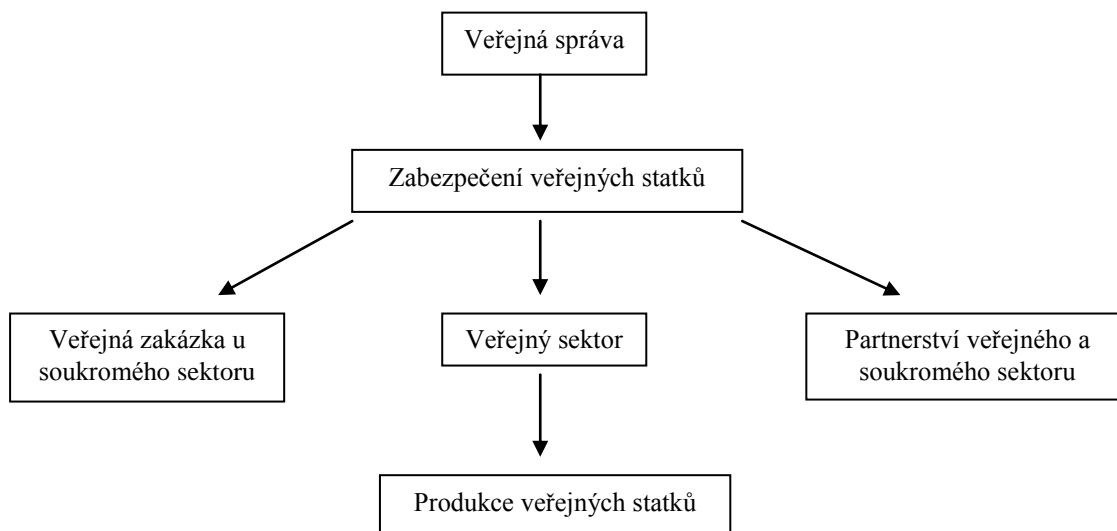 Veřejná správa
Zabezpečení veřejných statků
Veřejná zakázka u
soukromého sektoru
Veřejný sektor
Partnerství veřejného a
soukromého sektoru
Produkce veřejných statků